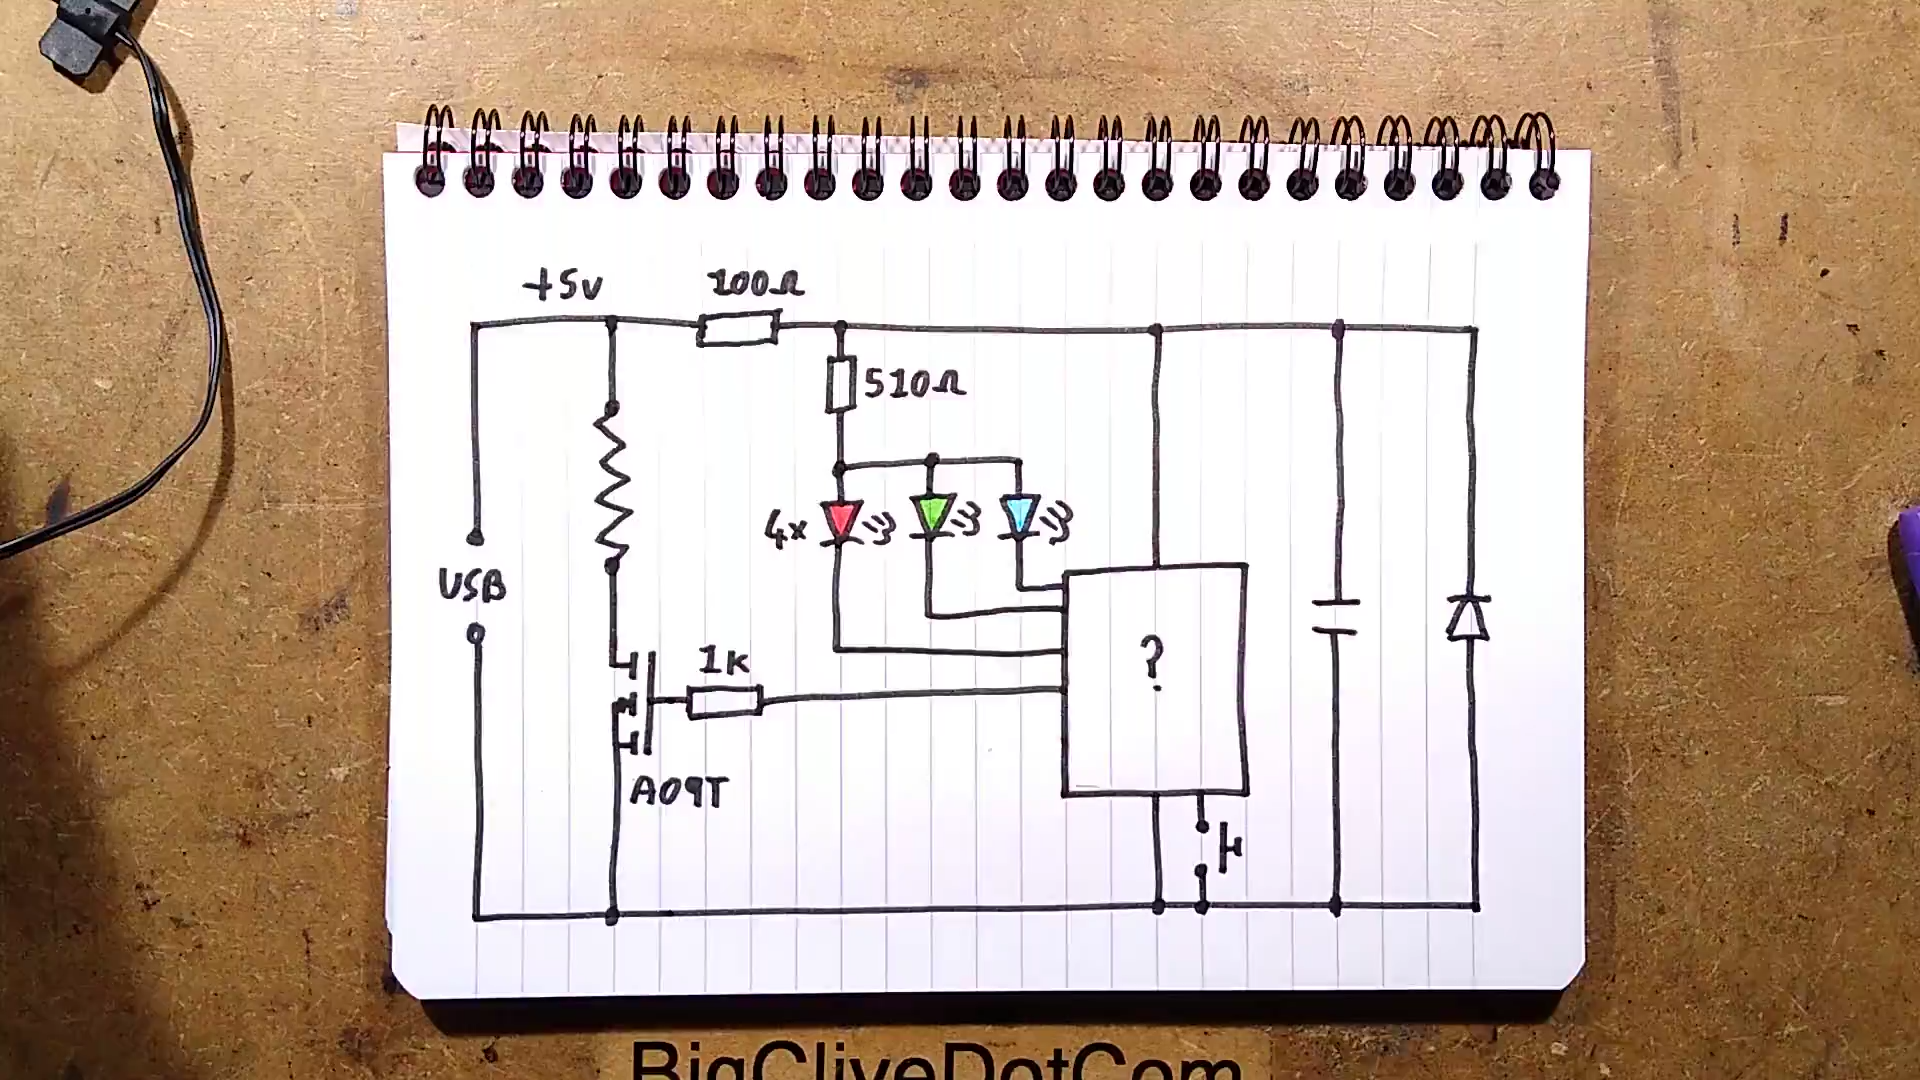 +5v
100Ω
510Ω
4x
USB
1K
?
A09T
BigCliveDotCom